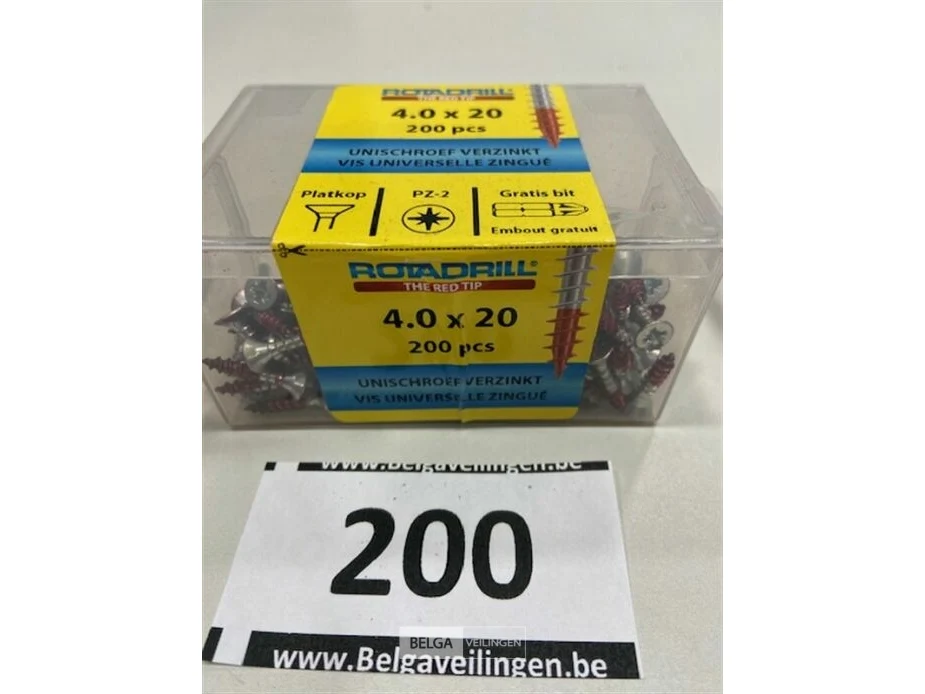 ROTADRILL®
THE RED TIP
4.0 x 20
200 pcs
UNISCHROEF VERZINKT
VIS UNIVERSELLE ZINGUÉ
Platkop
PZ-2
Gratis bit
Embout gratuit
ROTADRILL®
THE RED TIP
4.0 x 20
200 pcs
UNISCHROEF VERZINKT
VIS UNIVERSELLE ZINGUÉ
www.Belgaveilingen.be
200
BELGA VEILINGEN
www.Belgaveilingen.be